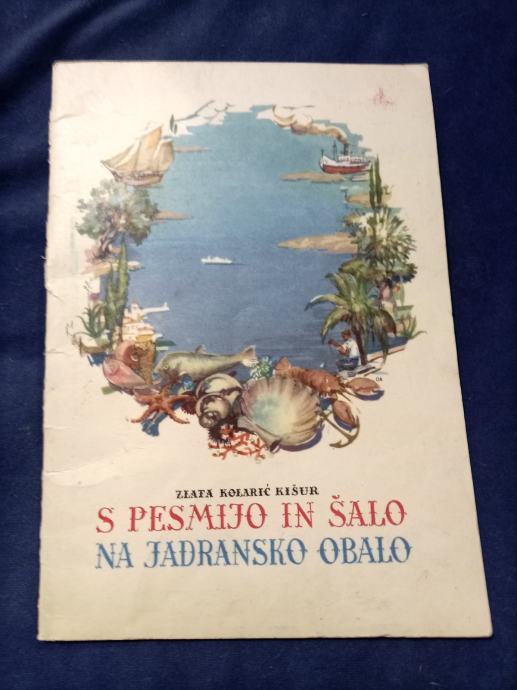 ZLATA KOLARIĆ KIŠUR
S PESMIJO IN ŠALO
NA JADRANSKO OBALO